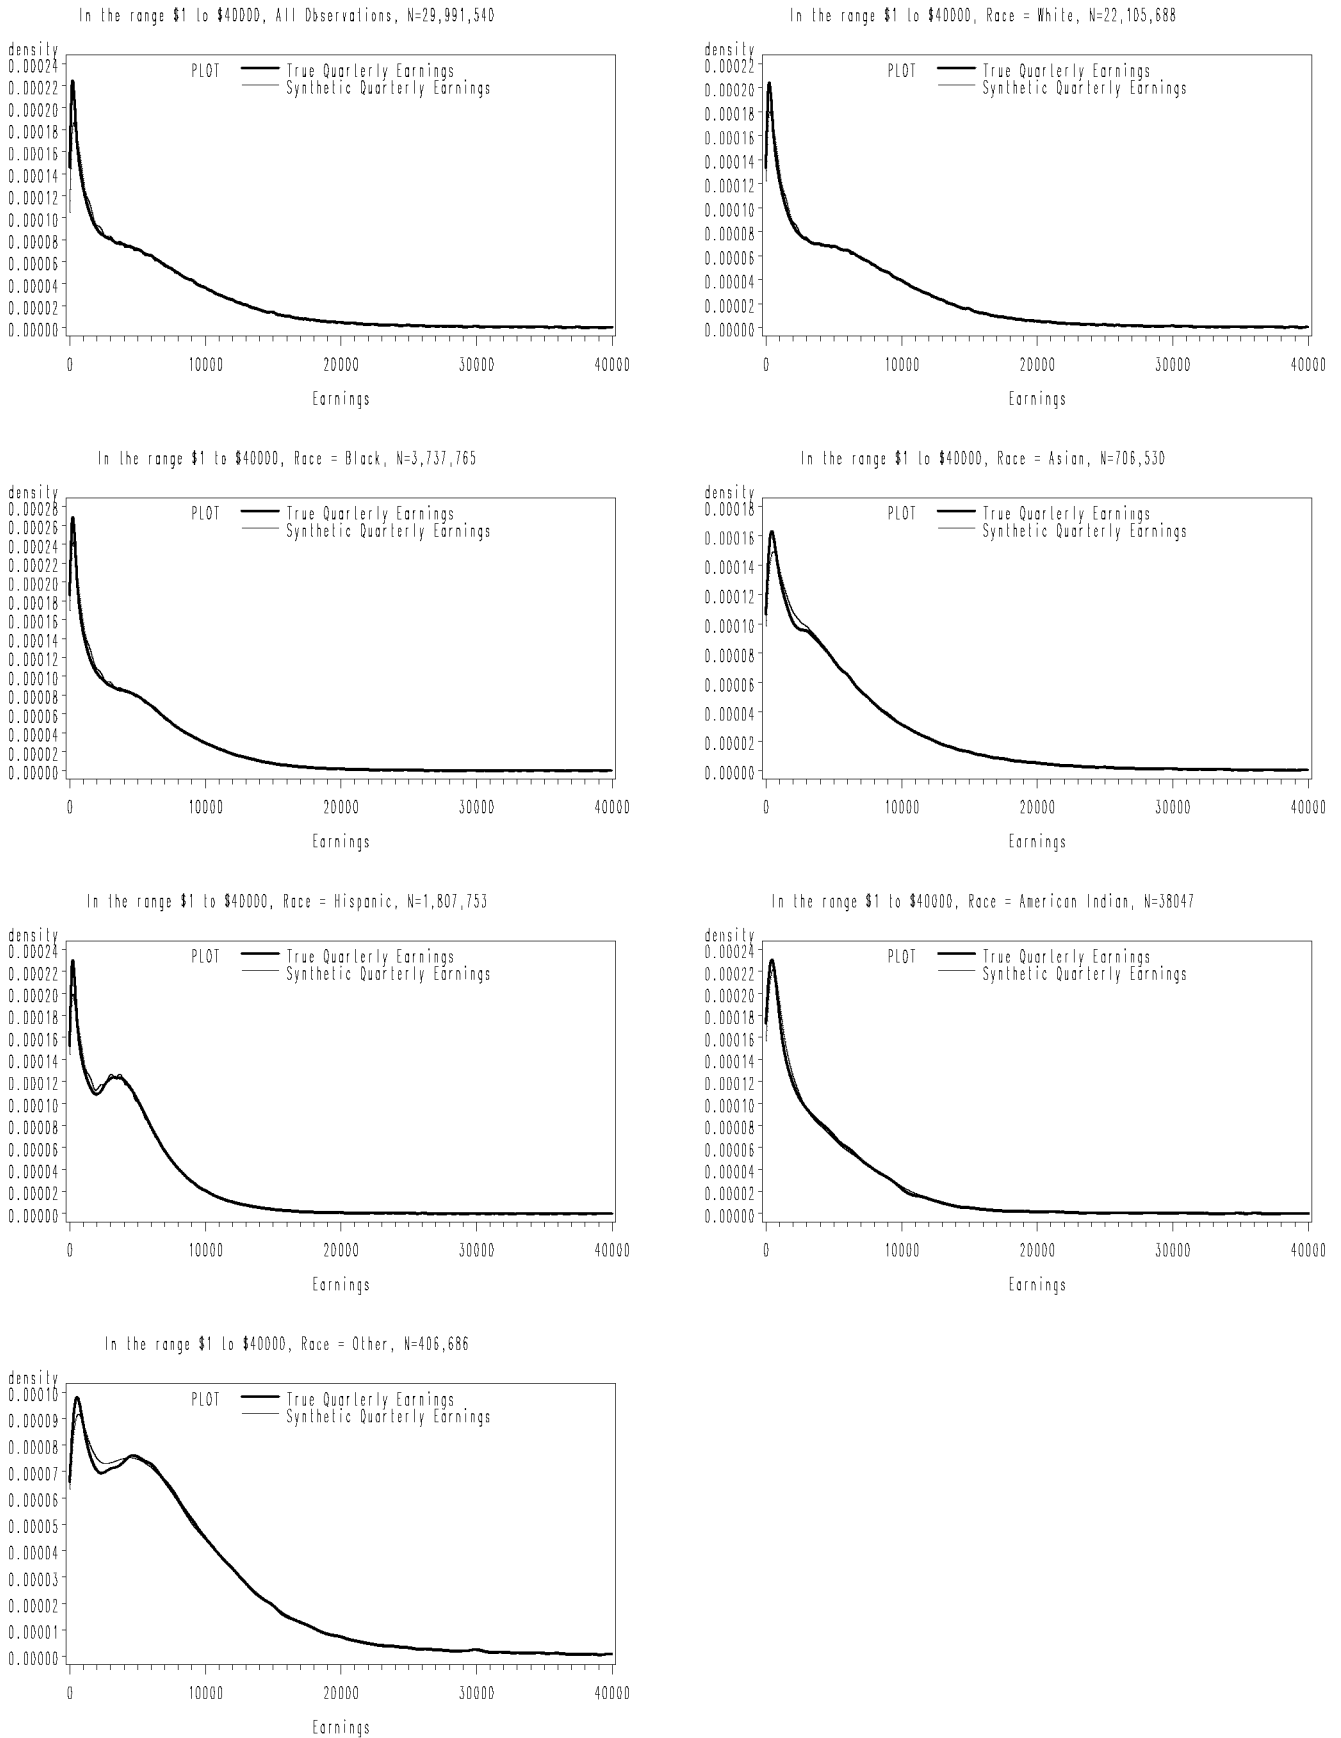 In the range $1 to $40000, All Observations, N=29,991,540
density
0.00024
0.00022
0.00020
0.00018
0.00016
0.00014
0.00012
0.00010
0.00008
0.00006
0.00004
0.00002
0.00000
PLOT True Quarterly Earnings
Synthetic Quarterly Earnings
0 10000 20000 30000 40000
Earnings
In the range $1 to $40000, Race = White, N=22,105,688
density
0.00022
0.00020
0.00018
0.00016
0.00014
0.00012
0.00010
0.00008
0.00006
0.00004
0.00002
0.00000
PLOT True Quarterly Earnings
Synthetic Quarterly Earnings
0 10000 20000 30000 40000
Earnings
In the range $1 to $40000, Race = Black, N=3,737,765
density
0.00028
0.00026
0.00024
0.00022
0.00020
0.00018
0.00016
0.00014
0.00012
0.00010
0.00008
0.00006
0.00004
0.00002
0.00000
PLOT True Quarterly Earnings
Synthetic Quarterly Earnings
0 10000 20000 30000 40000
Earnings
In the range $1 to $40000, Race = Asian, N=706,530
density
0.00018
0.00016
0.00014
0.00012
0.00010
0.00008
0.00006
0.00004
0.00002
0.00000
PLOT True Quarterly Earnings
Synthetic Quarterly Earnings
0 10000 20000 30000 40000
Earnings
In the range $1 to $40000, Race = Hispanic, N=1,807,753
density
0.00024
0.00022
0.00020
0.00018
0.00016
0.00014
0.00012
0.00010
0.00008
0.00006
0.00004
0.00002
0.00000
PLOT True Quarterly Earnings
Synthetic Quarterly Earnings
0 10000 20000 30000 40000
Earnings
In the range $1 to $40000, Race = American Indian, N=38047
density
0.00024
0.00022
0.00020
0.00018
0.00016
0.00014
0.00012
0.00010
0.00008
0.00006
0.00004
0.00002
0.00000
PLOT True Quarterly Earnings
Synthetic Quarterly Earnings
0 10000 20000 30000 40000
Earnings
In the range $1 to $40000, Race = Other, N=406,686
density
0.00010
0.00009
0.00008
0.00007
0.00006
0.00005
0.00004
0.00003
0.00002
0.00001
0.00000
PLOT True Quarterly Earnings
Synthetic Quarterly Earnings
0 10000 20000 30000 40000
Earnings